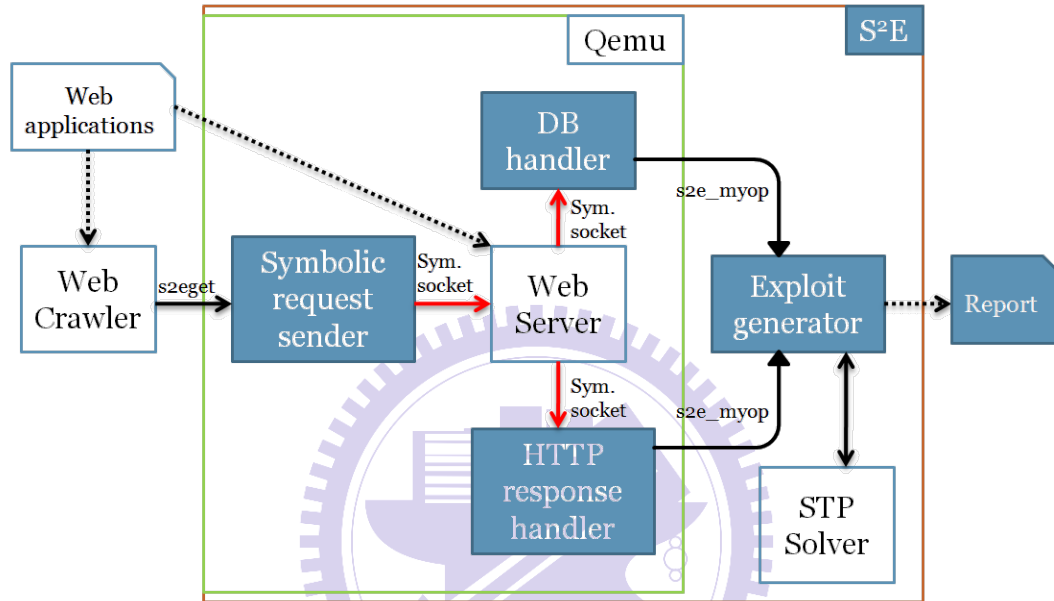 S²E
Qemu
Web
applications
DB
handler
s2e_myop
Sym.
socket
Web
Crawler
s2eget
Symbolic
request
sender
Sym.
socket
Web
Server
Exploit
generator
Report
Sym.
socket
s2e_myop
HTTP
response
handler
STP
Solver